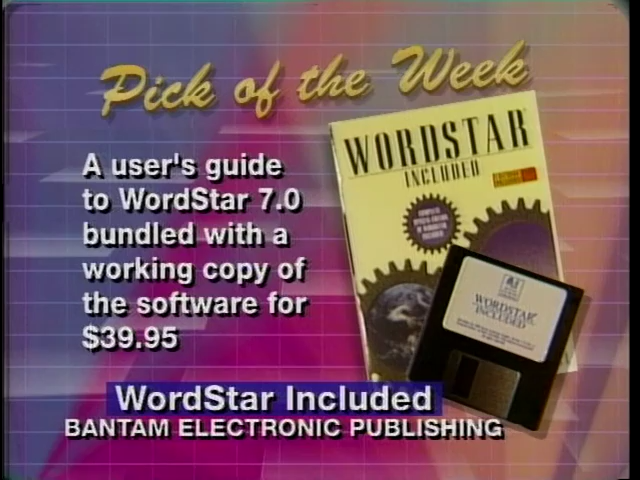 Pick of the Week
A user's guide
to WordStar 7.0
bundled with a
working copy of
the software for
$39.95
WORDSTAR
INCLUDED
WORDSTAR
INCLUDED
WordStar Included
BANTAM ELECTRONIC PUBLISHING